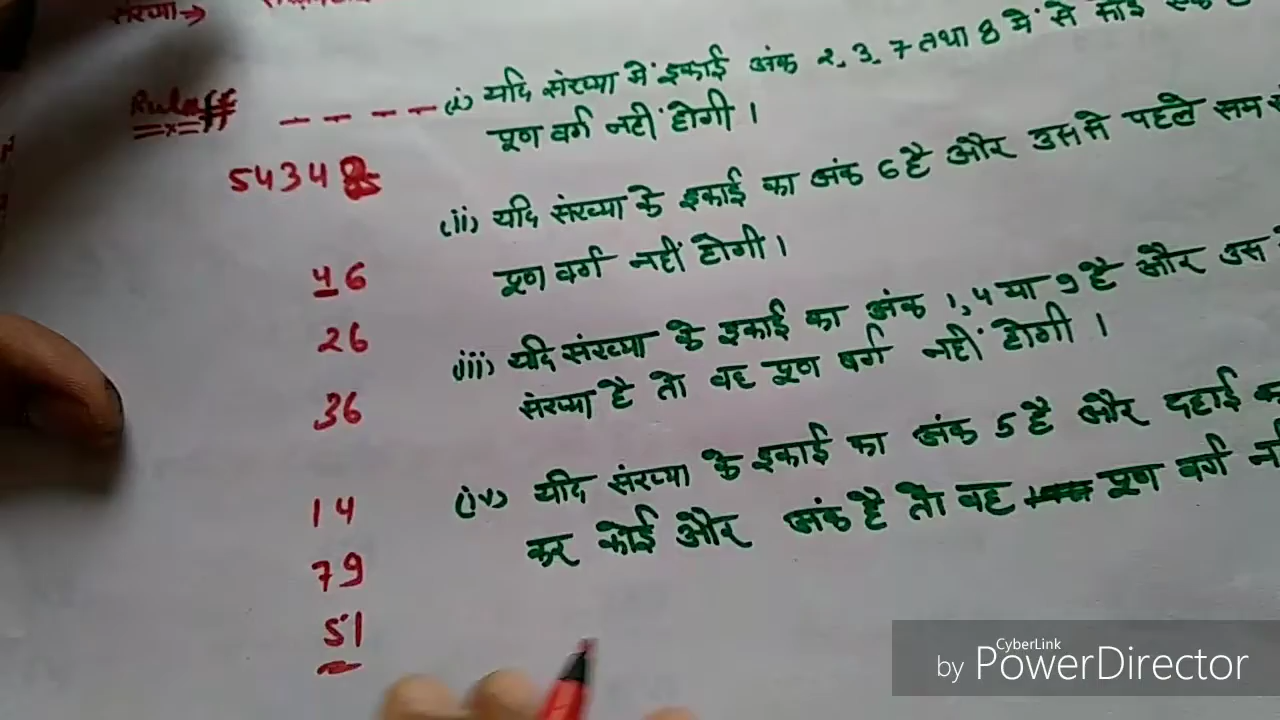 संख्या→
Rule#
(i) यदि संख्या में इकाई अंक 2, 3, 7 तथा 8 में से कोई एक
पूण वर्ग नहीं होगी।
5434
(ii) यदि संख्या के इकाई का अंक 6 है और उससे पहले सम
पूण वर्ग नहीं होगी।
46
26
36
(iii) यदि संख्या के इकाई का अंक 1, 4 या 9 है और उस
संख्या है तो वह पूण वर्ग नहीं होगी।
(iv) यदि संख्या के इकाई का अंक 5 है और दहाई
कर कोई और अंक है तो वह पूण वर्ग
14
79
51
CyberLink
by PowerDirector